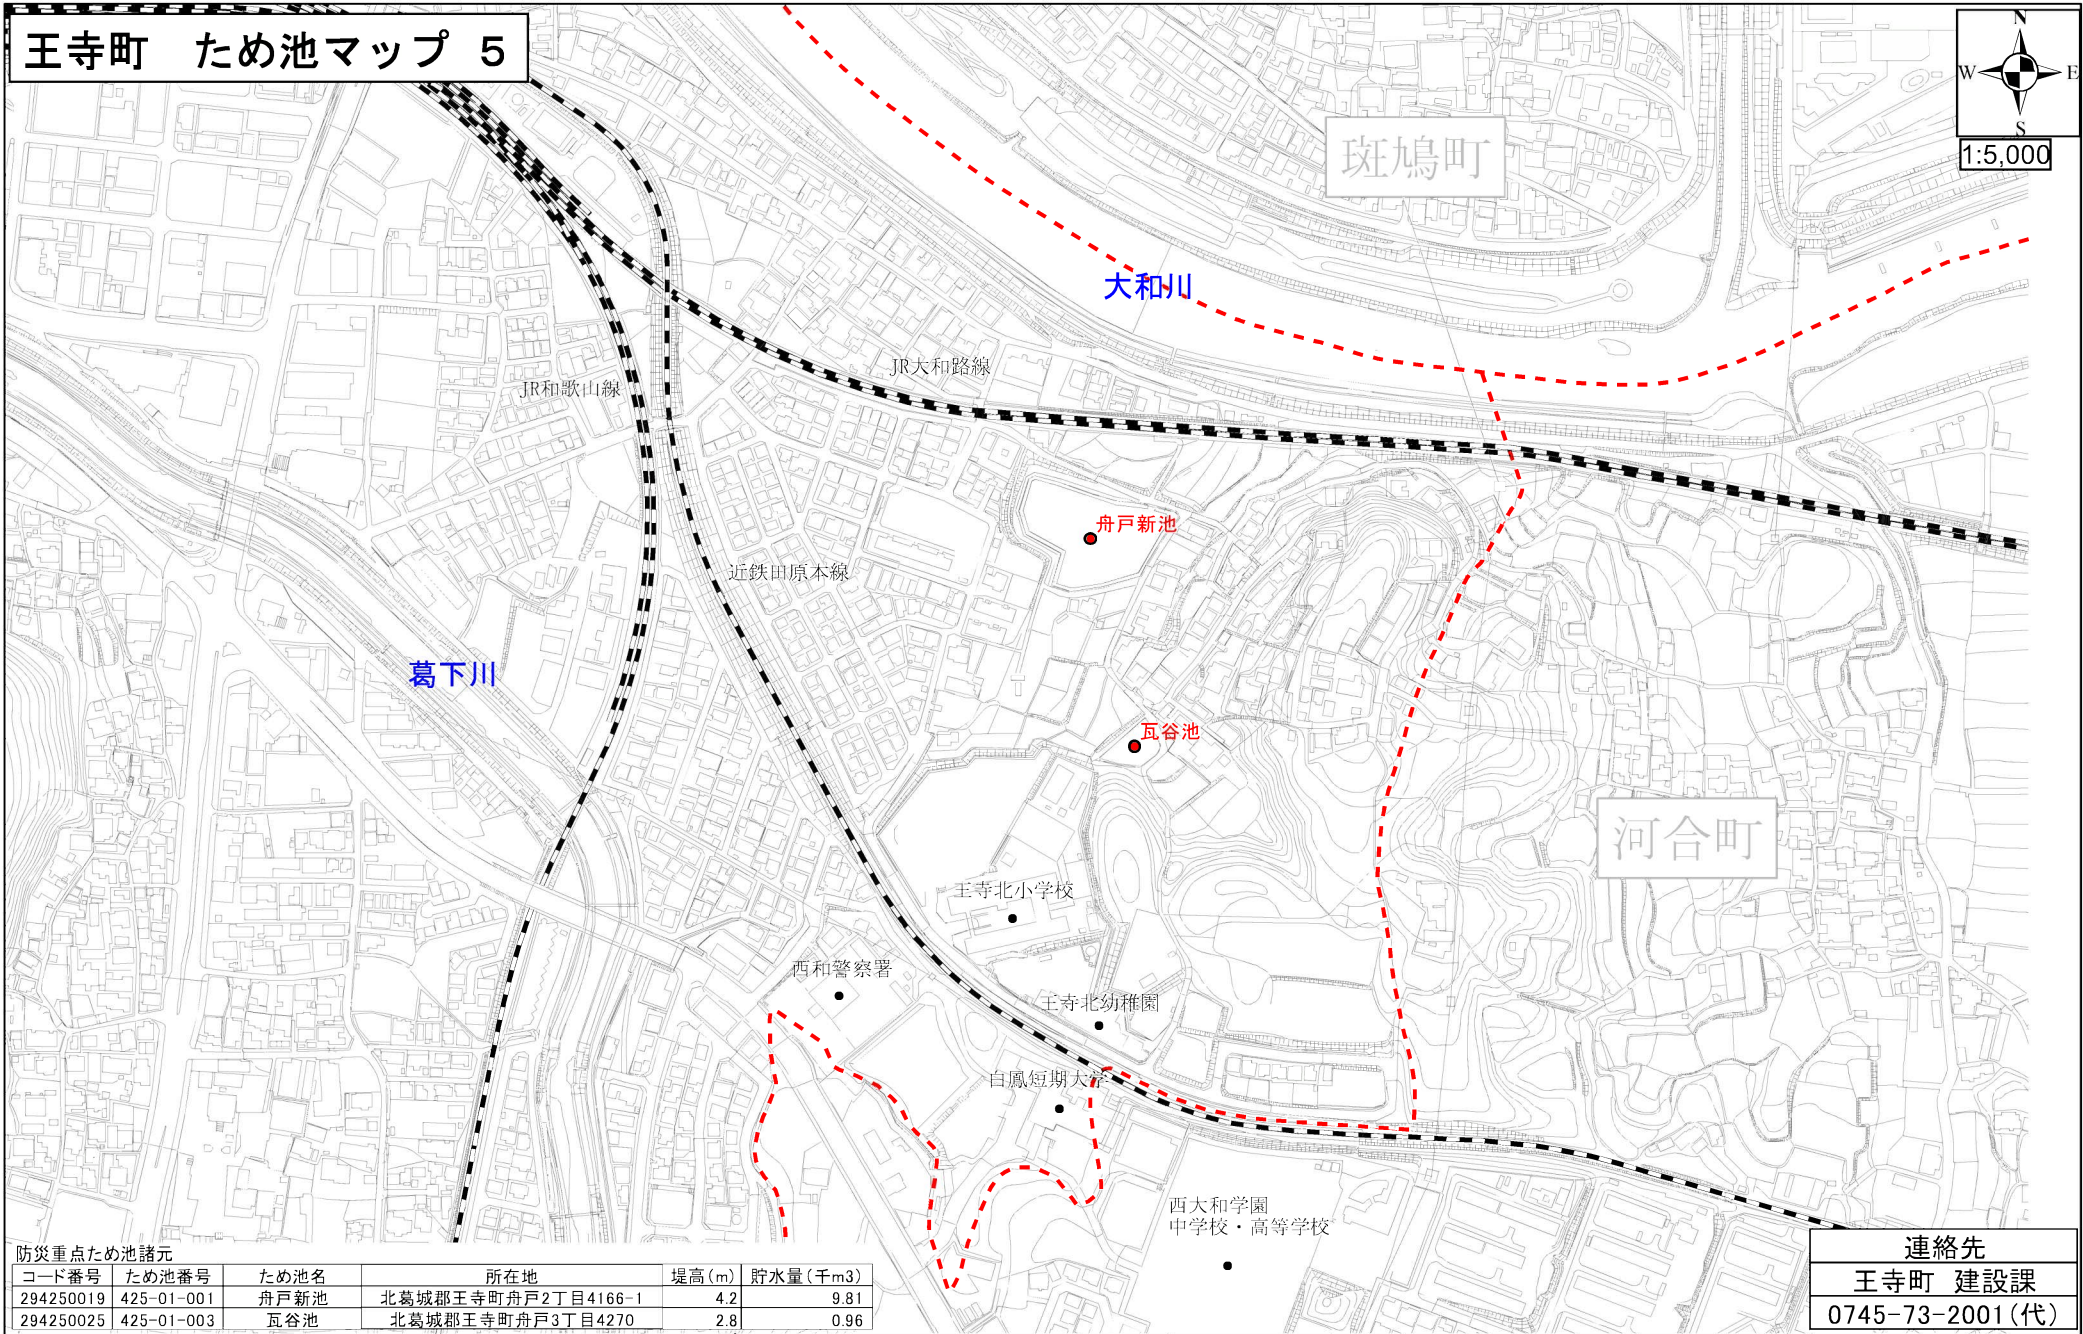 王寺町　ため池マップ 5
N
W E
S
1:5,000
斑鳩町
大和川
JR大和路線
JR和歌山線
舟戸新池
近鉄田原本線
葛下川
瓦谷池
河合町
王寺北小学校
西和警察署
王寺北幼稚園
白鳳短期大学
西大和学園
中学校・高等学校
防災重点ため池諸元
コード番号 ため池番号 ため池名 所在地 堤高(m) 貯水量(千m3)
294250019 425-01-001 舟戸新池 北葛城郡王寺町舟戸2丁目4166-1 4.2 9.81
294250025 425-01-003 瓦谷池 北葛城郡王寺町舟戸3丁目4270 2.8 0.96
連絡先
王寺町 建設課
0745-73-2001(代)